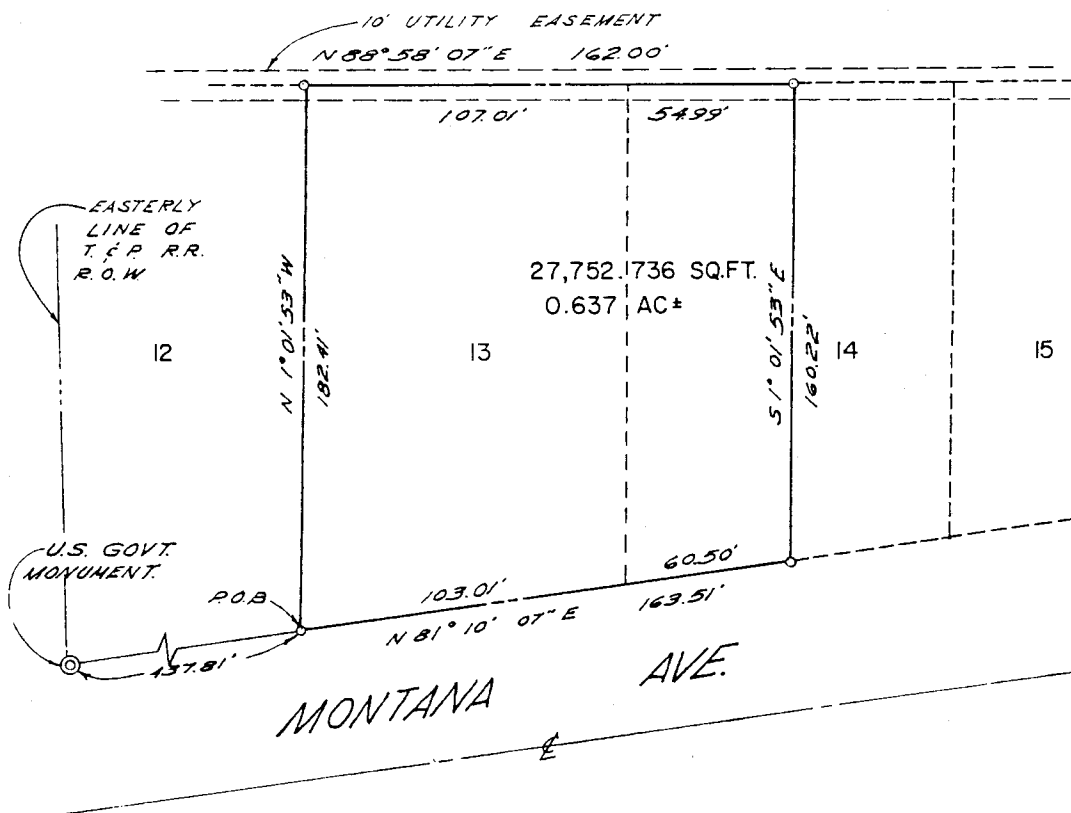 10' UTILITY EASEMENT
N 88° 58' 07" E 162.00'
107.01' 54.99'
EASTERLY
LINE OF
T. & P. R.R.
R.O.W.
N 1° 01' 53" W
182.41'
27,752.736 SQ.FT.
0.637 AC±
S 1° 01' 53" E
160.22'
12
13
14
15
U.S. GOVT.
MONUMENT.
P.O.B.
103.01'
60.50'
N 81° 10' 07" E 163.51'
437.81'
MONTANA AVE.
℄